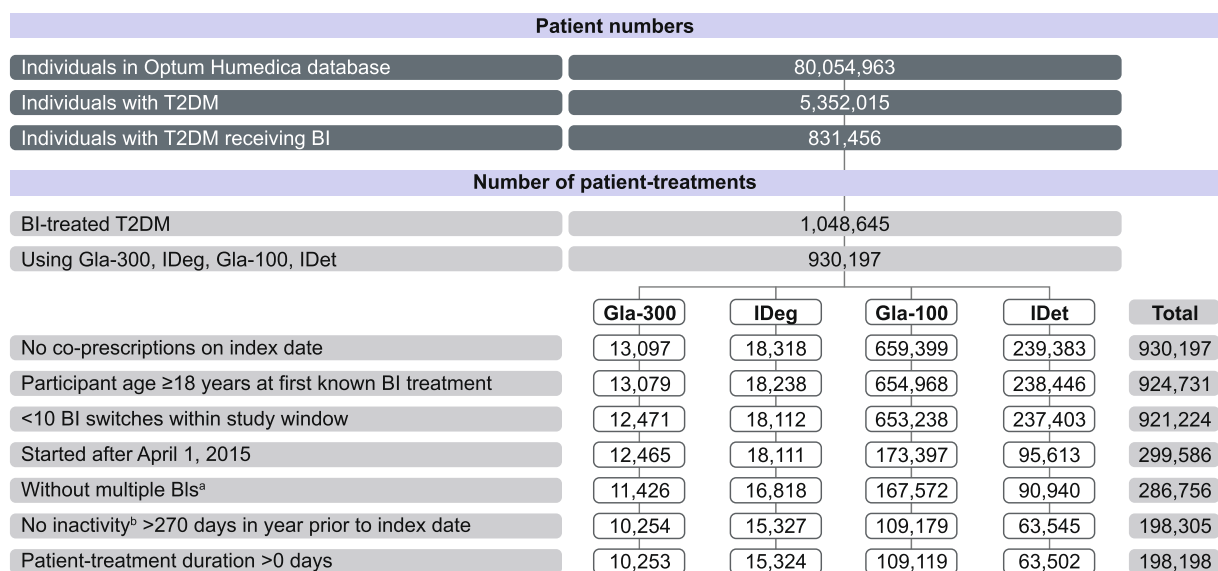 Patient numbers
Individuals in Optum Humedica database 80,054,963
Individuals with T2DM 5,352,015
Individuals with T2DM receiving BI 831,456
Number of patient-treatments
BI-treated T2DM 1,048,645
Using Gla-300, IDeg, Gla-100, IDet 930,197
Gla-300 IDeg Gla-100 IDet Total
No co-prescriptions on index date 13,097 18,318 659,399 239,383 930,197
Participant age ≥18 years at first known BI treatment 13,079 18,238 654,968 238,446 924,731
<10 BI switches within study window 12,471 18,112 653,238 237,403 921,224
Started after April 1, 2015 12,465 18,111 173,397 95,613 299,586
Without multiple BIsᵃ 11,426 16,818 167,572 90,940 286,756
No inactivityᵇ >270 days in year prior to index date 10,254 15,327 109,179 63,545 198,305
Patient-treatment duration >0 days 10,253 15,324 109,119 63,502 198,198